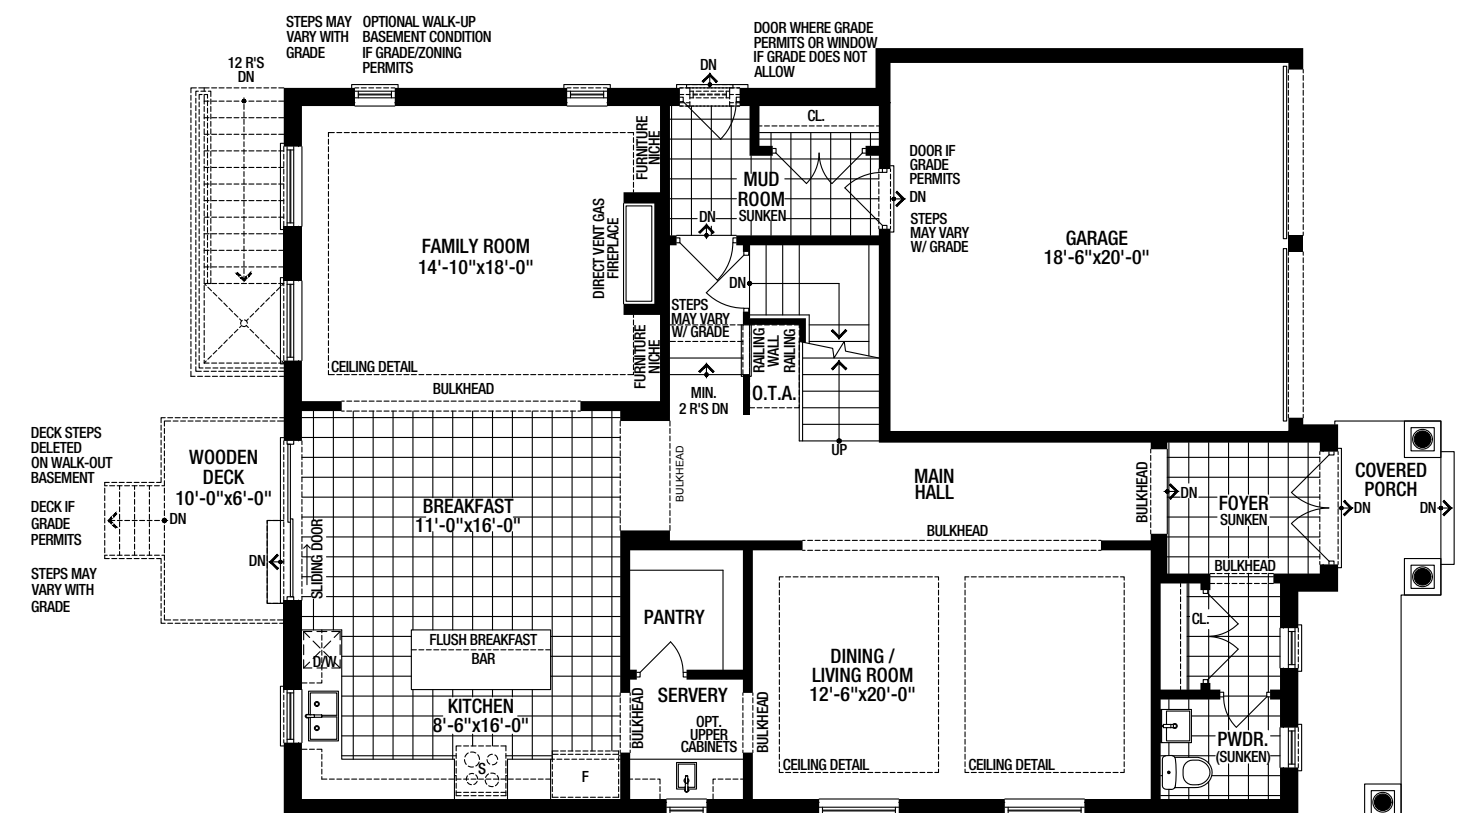 STEPS MAY
VARY WITH
GRADE
OPTIONAL WALK-UP
BASEMENT CONDITION
IF GRADE/ZONING
PERMITS
DOOR WHERE GRADE
PERMITS OR WINDOW
IF GRADE DOES NOT
ALLOW
12 R'S
DN
DN
CL.
FURNITURE
NICHE
MUD
ROOM
SUNKEN
DN
DOOR IF
GRADE
PERMITS
DN
STEPS
MAY VARY
W/ GRADE
FAMILY ROOM
14'-10"x18'-0"
DIRECT VENT GAS
FIREPLACE
GARAGE
18'-6"x20'-0"
DN
STEPS
MAY VARY
W/ GRADE
FURNITURE
NICHE
RAILING
WALL
RAILING
CEILING DETAIL
BULKHEAD
MIN.
2 R'S DN
O.T.A.
UP
DECK STEPS
DELETED
ON WALK-OUT
BASEMENT
DECK IF
GRADE
PERMITS
STEPS MAY
VARY WITH
GRADE
WOODEN
DECK
10'-0"x6'-0"
DN
DN
SLIDING DOOR
BREAKFAST
11'-0"x16'-0"
BULKHEAD
MAIN
HALL
BULKHEAD
BULKHEAD
DN
FOYER
SUNKEN
DN
COVERED
PORCH
DN
BULKHEAD
CL.
PANTRY
FLUSH BREAKFAST
BAR
D/W
KITCHEN
8'-6"x16'-0"
S
F
BULKHEAD
SERVERY
OPT.
UPPER
CABINETS
BULKHEAD
DINING /
LIVING ROOM
12'-6"x20'-0"
CEILING DETAIL
CEILING DETAIL
PWDR.
(SUNKEN)